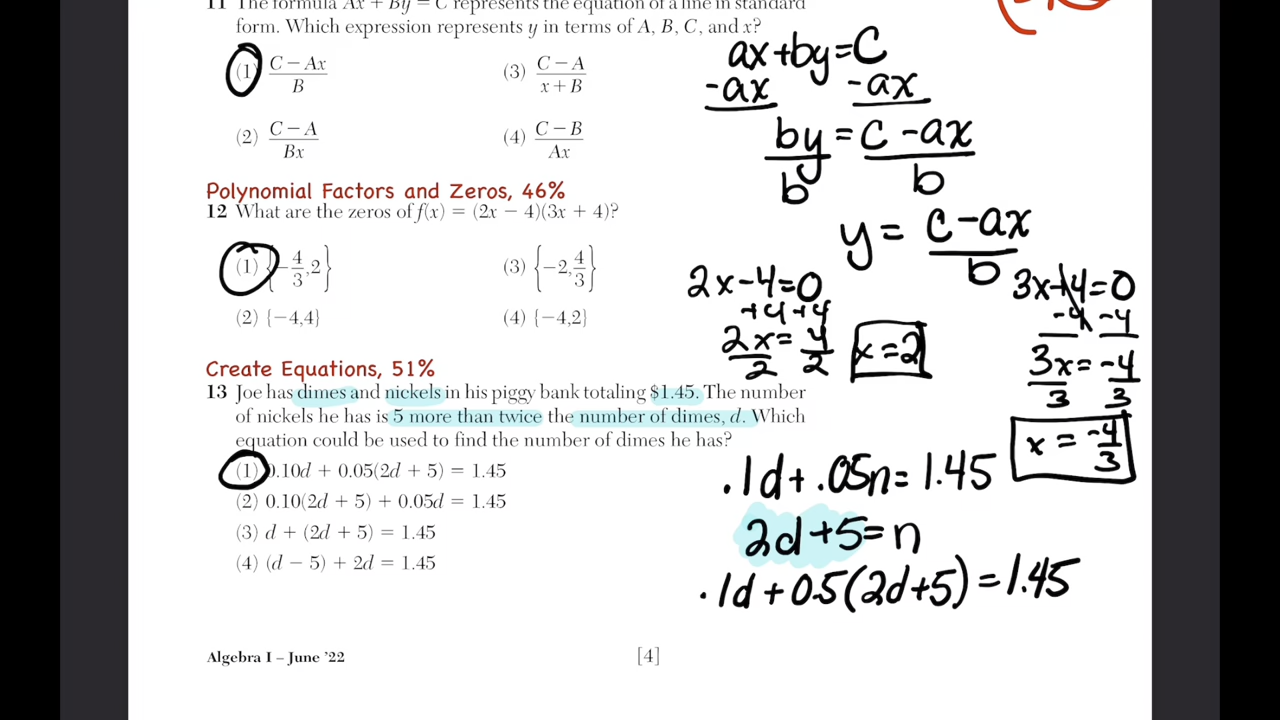 11 The formula Ax + By = C represents the equation of a line in standard
form. Which expression represents y in terms of A, B, C, and x?
(1) (C − Ax)/B
(3) (C − A)/(x + B)
(2) (C − A)/Bx
(4) (C − B)/Ax
Polynomial Factors and Zeros, 46%
12 What are the zeros of f(x) = (2x − 4)(3x + 4)?
(1) {−4/3, 2}
(3) {−2, 4/3}
(2) {−4,4}
(4) {−4,2}
Create Equations, 51%
13 Joe has dimes and nickels in his piggy bank totaling $1.45. The number
of nickels he has is 5 more than twice the number of dimes, d. Which
equation could be used to find the number of dimes he has?
(1) 0.10d + 0.05(2d + 5) = 1.45
(2) 0.10(2d + 5) + 0.05d = 1.45
(3) d + (2d + 5) = 1.45
(4) (d − 5) + 2d = 1.45
Algebra I – June ’22
[4]
ax+by=C
-ax -ax
by = C -ax
b b
y = C-ax
b
2x-4=0
+4 +4
2x = 4
2 2
x=2
3x+4=0
-4 -4
3x = -4
3 3
x = -4
3
.1d+.05n=1.45
2d+5=n
.1d+0.5(2d+5)=1.45